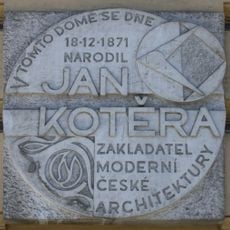 V TOMTO DOMĚ SE DNE
18·12·1871
NARODIL
JAN
KOTĚRA
ZAKLADATEL
MODERNÍ
ČESKÉ
ARCHITEKTURY